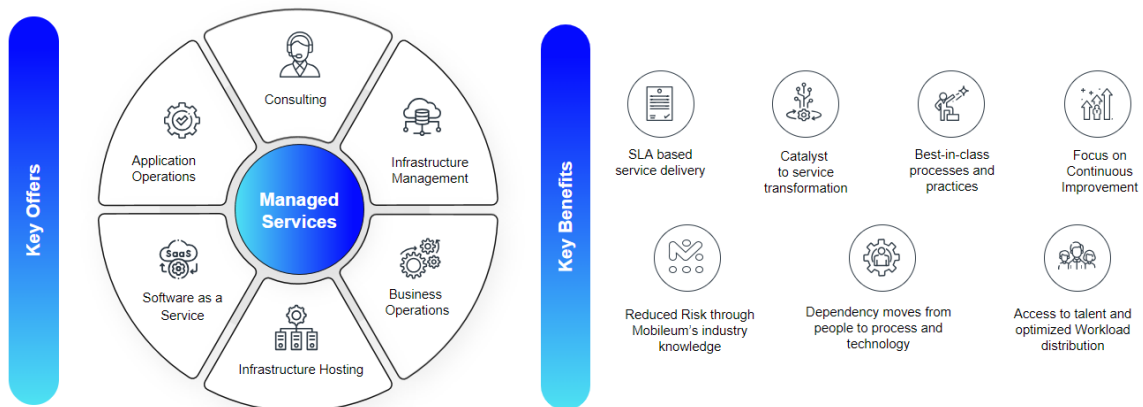 Key Offers
Consulting
Application
Operations
Infrastructure
Management
Managed
Services
SaaS
Software as a
Service
Business
Operations
Infrastructure Hosting
Key Benefits
SLA based
service delivery
Catalyst
to service
transformation
Best-in-class
processes and
practices
Focus on
Continuous
Improvement
Reduced Risk through
Mobileum's industry
knowledge
Dependency moves from
people to process and
technology
Access to talent and
optimized Workload
distribution